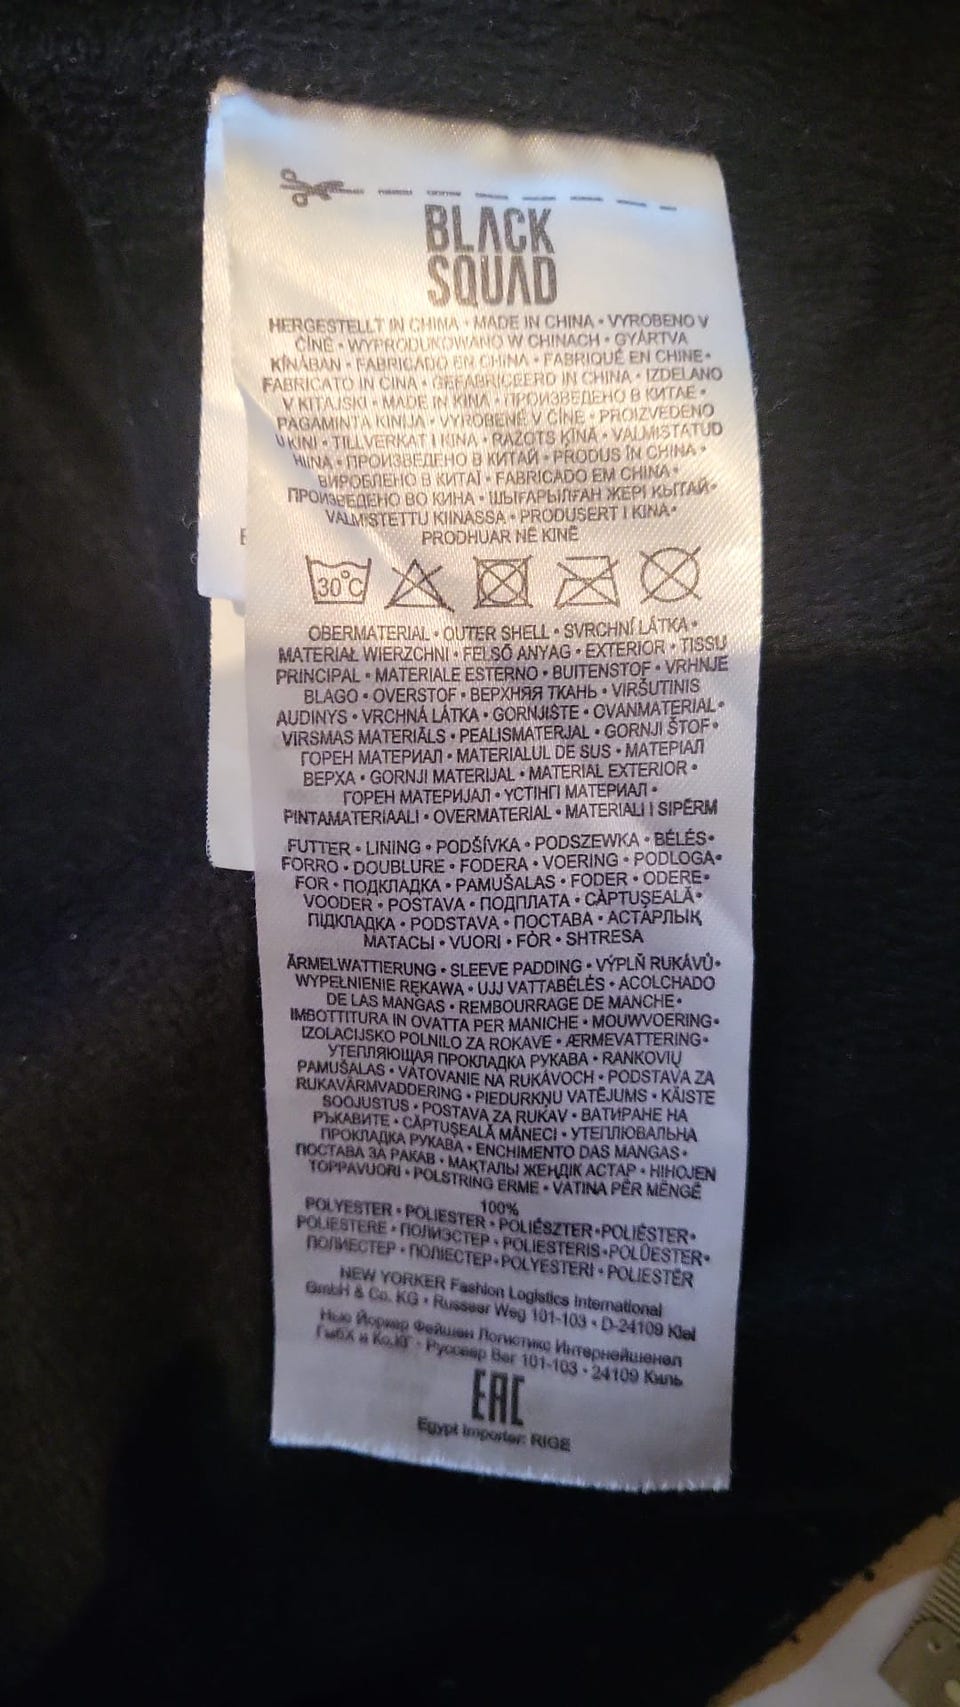 BLACK
SQUAD
HERGESTELLT IN CHINA • MADE IN CHINA • VYROBENO V
ČÍNĚ • WYPRODUKOWANO W CHINACH • GYÁRTVA
KÍNÁBAN • FABRICADO EN CHINA • FABRIQUÉ EN CHINE •
FABRICATO IN CINA • GEFABRICEERD IN CHINA • IZDELANO
V KITAJSKI • MADE IN KINA • ПРОИЗВЕДЕНО В КИТАЕ •
PAGAMINTA KINIJA • VYROBENÉ V ČÍNE • PROIZVEDENO
U KINI • TILLVERKAT I KINA • RAZOTS ĶĪNĀ • VALMISTATUD
HIINA • ПРОИЗВЕДЕНО В КИТАЙ • PRODUS ÎN CHINA •
ВИРОБЛЕНО В КИТАЇ • FABRICADO EM CHINA •
ПРОИЗВЕДЕНО ВО КИНА • ШЫҒАРЫЛҒАН ЖЕРІ ҚЫТАЙ •
VALMISTETTU KIINASSA • PRODUSERT I KINA •
PRODHUAR NË KINË
30°C
OBERMATERIAL • OUTER SHELL • SVRCHNÍ LÁTKA •
MATERIAŁ WIERZCHNI • FELSŐ ANYAG • EXTERIOR • TISSU
PRINCIPAL • MATERIALE ESTERNO • BUITENSTOF • VRHNJE
BLAGO • OVERSTOF • ВЕРХНЯЯ ТКАНЬ • VIRŠUTINIS
AUDINYS • VRCHNÁ LÁTKA • GORNJIŠTE • OVANMATERIAL •
VIRSMAS MATERIĀLS • PEALISMATERJAL • GORNJI ŠTOF •
ГОРЕН МАТЕРИАЛ • MATERIALUL DE SUS • МАТЕРІАЛ
ВЕРХА • GORNJI MATERIJAL • MATERIAL EXTERIOR •
ГОРЕН МАТЕРИЈАЛ • ҮСТІҢГІ МАТЕРИАЛ •
PINTAMATERIAALI • OVERMATERIAL • MATERIALI I SIPËRM
FUTTER • LINING • PODŠÍVKA • PODSZEWKA • BÉLÉS •
FORRO • DOUBLURE • FODERA • VOERING • PODLOGA •
FOR • ПОДКЛАДКА • PAMUŠALAS • FODER • ODERE •
VOODER • POSTAVA • ПОДПЛАТА • CĂPTUȘEALĂ •
ПІДКЛАДКА • PODSTAVA • ПОСТАВА • АСТАРЛЫҚ
МАТАСЫ • VUORI • FÔR • SHTRESA
ÄRMELWATTIERUNG • SLEEVE PADDING • VÝPLŇ RUKÁVŮ •
WYPEŁNIENIE RĘKAWA • UJJ VATTABÉLÉS • ACOLCHADO
DE LAS MANGAS • REMBOURRAGE DE MANCHE •
IMBOTTITURA IN OVATTA PER MANICHE • MOUWVOERING •
IZOLACIJSKO POLNILO ZA ROKAVE • ÆRMEVATTERING •
УТЕПЛЯЮЩАЯ ПРОКЛАДКА РУКАВА • RANKOVIŲ
PAMUŠALAS • VATOVANIE NA RUKÁVOCH • PODSTAVA ZA
RUKAVÄRMVADDERING • PIEDURKŅU VATĒJUMS • KÄISTE
SOOJUSTUS • POSTAVA ZA RUKAV • ВАТИРАНЕ НА
РЪКАВИТЕ • CĂPTUȘEALĂ MÂNECI • УТЕПЛЮВАЛЬНА
ПРОКЛАДКА РУКАВА • ENCHIMENTO DAS MANGAS •
ПОСТАВА ЗА РАКАВ • МАҚТАЛЫ ЖЕҢДІК АСТАР • HIHOJEN
TOPPAVUORI • POLSTRING ERME • VATINA PËR MËNGË
100%
POLYESTER • POLIESTER • POLIÉSZTER • POLIÉSTER •
POLIESTERE • ПОЛИЭСТЕР • POLIESTERIS • POLÜESTER •
ПОЛИЕСТЕР • ПОЛІЕСТЕР • POLYESTERI • POLIESTËR
NEW YORKER Fashion Logistics International
GmbH & Co. KG • Russeer Weg 101-103 • D-24109 Kiel
Нью Йоркер Фейшен Логистикс Интернейшенел
ГмбХ и Ко.КГ • Руссеер Вег 101-103 • 24109 Киль
EAC
Egypt Importer: RIGE